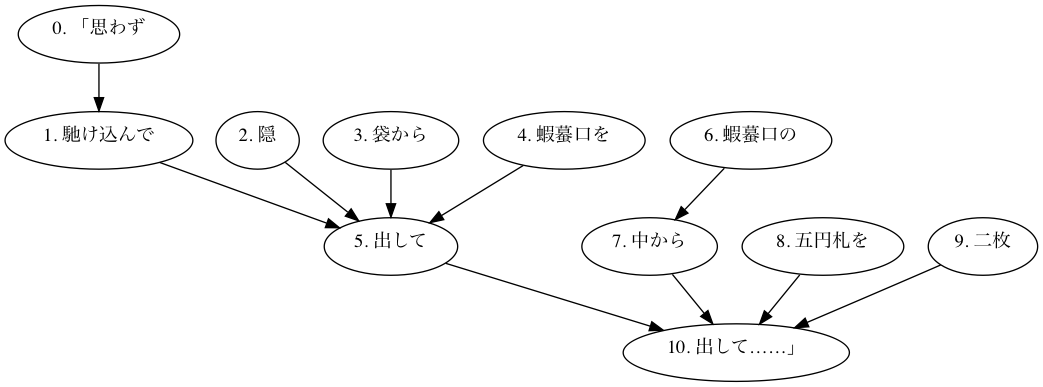 0. 「思わず
1. 馳け込んで
2. 隠
3. 袋から
4. 蝦蟇口を
6. 蝦蟇口の
5. 出して
7. 中から
8. 五円札を
9. 二枚
10. 出して……」